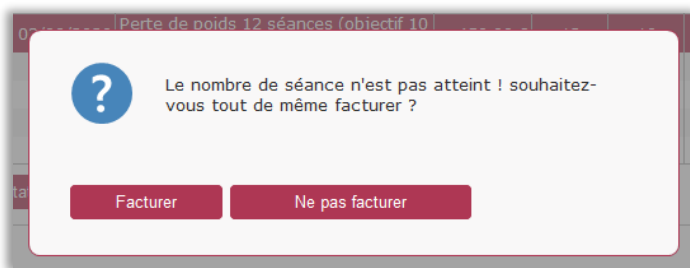 Perte de poids 12 séances (objectif 10
Le nombre de séance n'est pas atteint ! souhaitez-
vous tout de même facturer ?
Facturer
Ne pas facturer